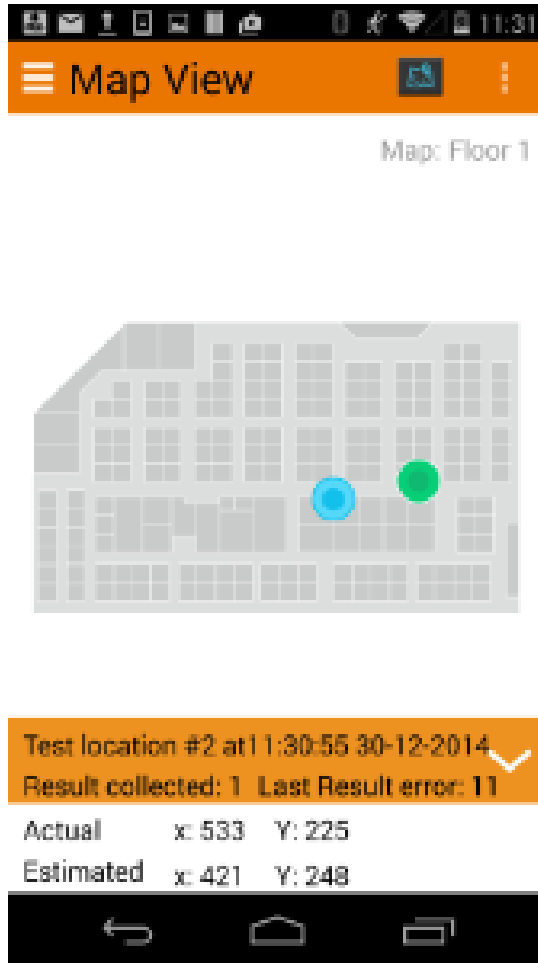 11:31
Map View
Map: Floor 1
Test location #2 at11:30:55 30-12-2014
Result collected: 1 Last Result error: 11
Actual x: 533 Y: 225
Estimated x: 421 Y: 248